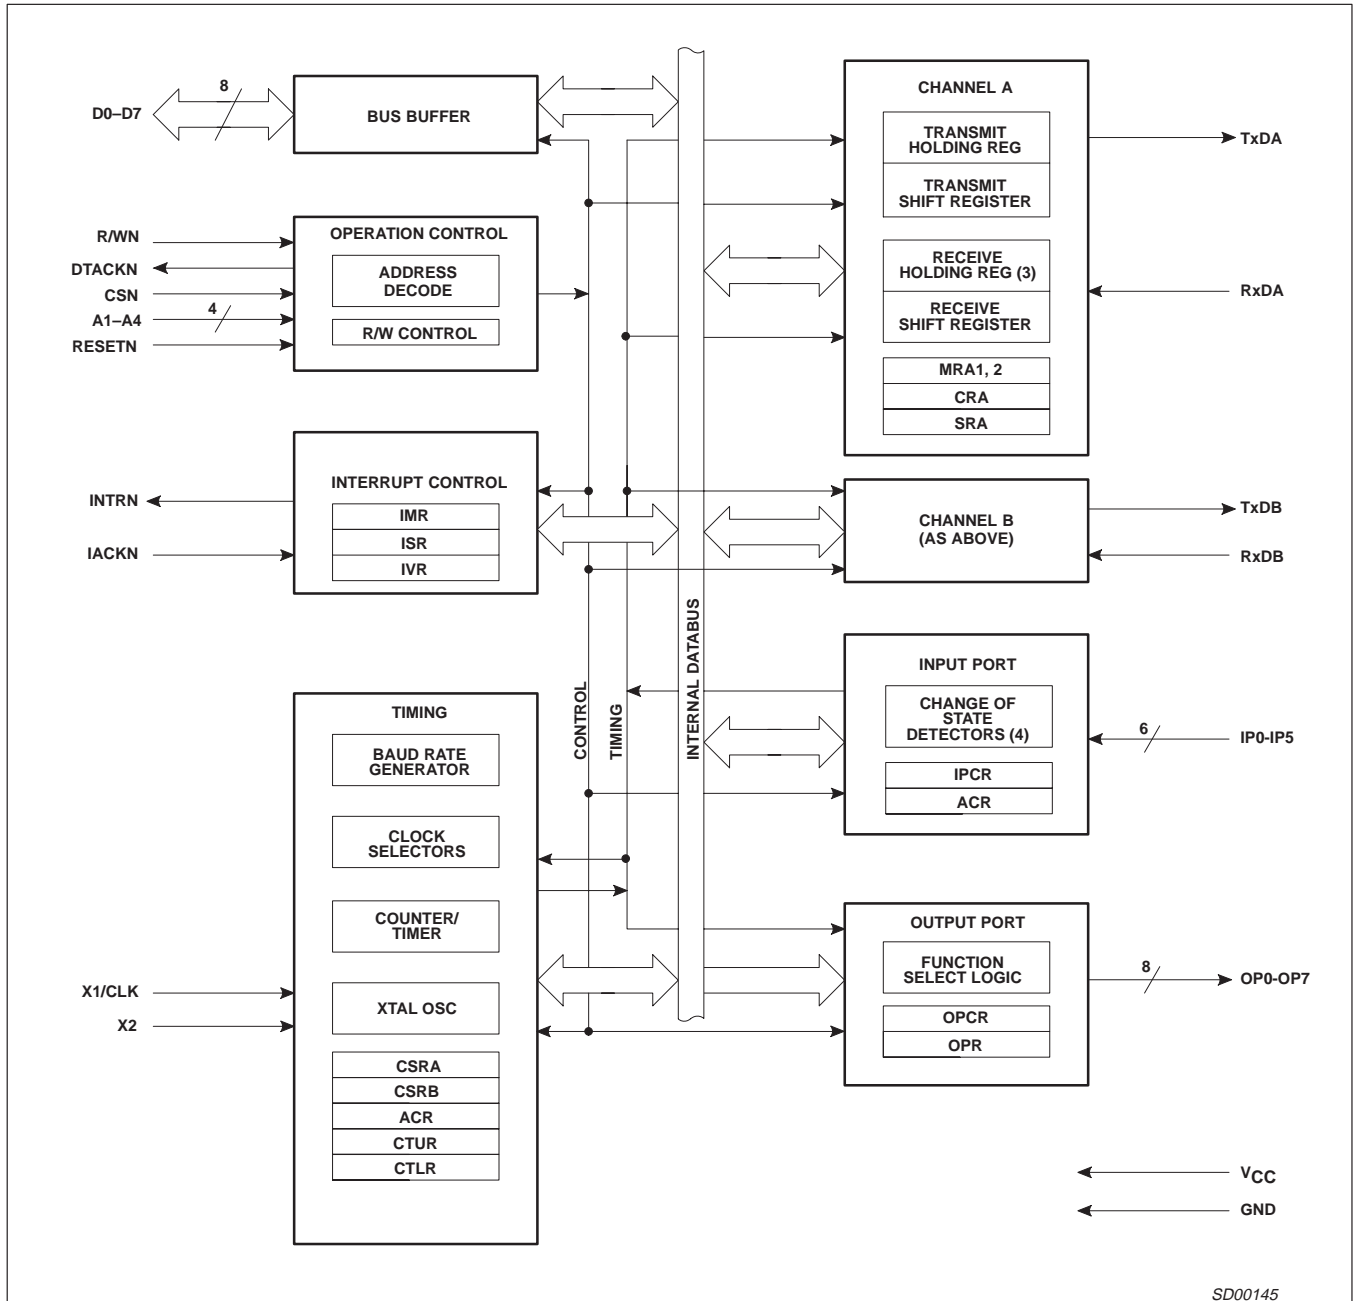 D0–D7
8
BUS BUFFER
R/WN
DTACKN
CSN
A1–A4
4
RESETN
OPERATION CONTROL
ADDRESS
DECODE
R/W CONTROL
INTRN
IACKN
INTERRUPT CONTROL
IMR
ISR
IVR
TIMING
BAUD RATE
GENERATOR
CLOCK
SELECTORS
COUNTER/
TIMER
X1/CLK
X2
XTAL OSC
CSRA
CSRB
ACR
CTUR
CTLR
CONTROL
TIMING
INTERNAL DATABUS
CHANNEL A
TRANSMIT
HOLDING REG
TRANSMIT
SHIFT REGISTER
RECEIVE
HOLDING REG (3)
RECEIVE
SHIFT REGISTER
MRA1, 2
CRA
SRA
TxDA
RxDA
CHANNEL B
(AS ABOVE)
TxDB
RxDB
INPUT PORT
CHANGE OF
STATE
DETECTORS (4)
IPCR
ACR
6
IP0-IP5
OUTPUT PORT
FUNCTION
SELECT LOGIC
OPCR
OPR
8
OP0-OP7
VCC
GND
SD00145